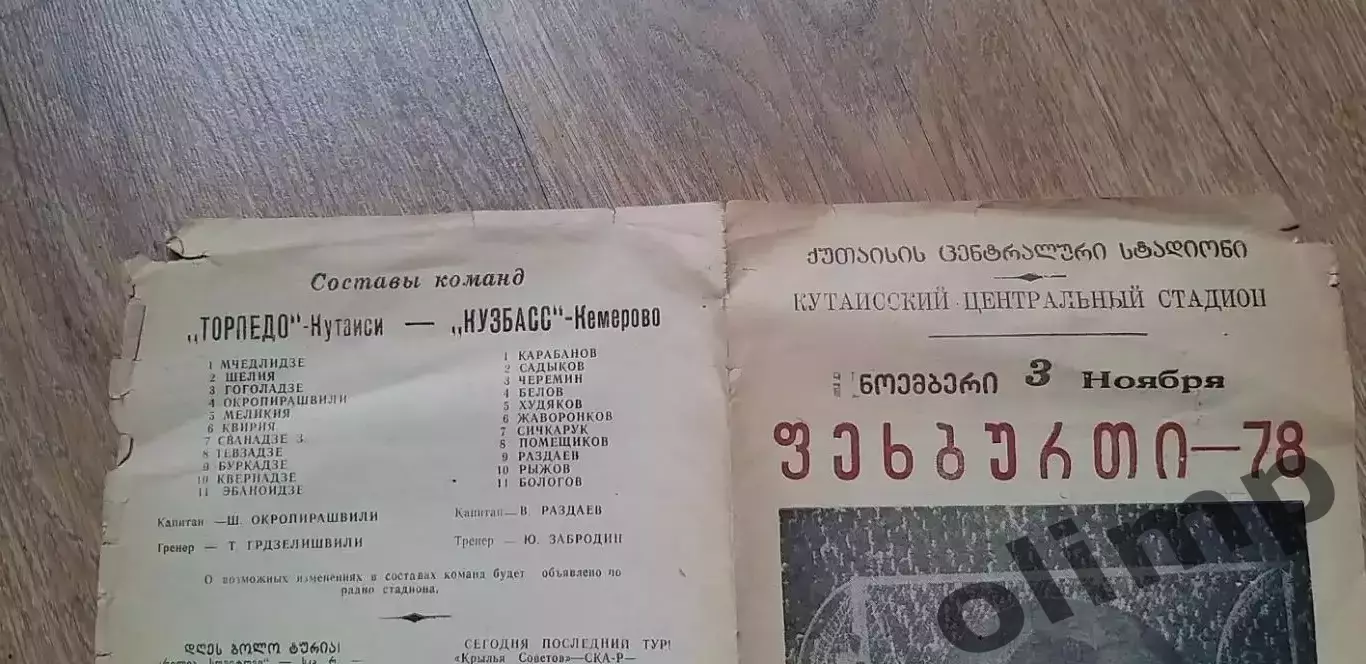 Составы команд
„ТОРПЕДО"-Кутаиси — „КУЗБАСС"-Кемерово
1 МЧЕДЛИДЗЕ
2 ШЕЛИЯ
3 ГОГОЛАДЗЕ
4 ОКРОПИРАШВИЛИ
5 МЕЛИКИЯ
6 КВИРИЯ
7 СВАНАДЗЕ З.
8 ГЕВЗАДЗЕ
9 БУРКАДЗЕ
10 КВЕРНАДЗЕ
11 ЭБАНОИДЗЕ
Капитан —Ш. ОКРОПИРАШВИЛИ
Тренер — Т. ГРДЗЕЛИШВИЛИ
1 КАРАБАНОВ
2 САДЫКОВ
3 ЧЕРЕМИН
4 БЕЛОВ
5 ХУДЯКОВ
6 ЖАВОРОНКОВ
7 СИЧКАРУК
8 ПОМЕЩИКОВ
9 РАЗДАЕВ
10 РЫЖОВ
11 БОЛОГОВ
Капитан— В. РАЗДАЕВ
Тренер — Ю. ЗАБРОДИН
О возможных изменениях в составах команд будет объявлено по
радио стадиона.
დღეს ბოლო ტურია!
СЕГОДНЯ ПОСЛЕДНИЙ ТУР!
«Крылья Советов»—СКА-Р—
ქუთაისის ცენტრალური სტადიონი
КУТАИССКИЙ ЦЕНТРАЛЬНЫЙ СТАДИОН
ნოემბერი 3 Ноября
ფეხბურთი—78
olimp